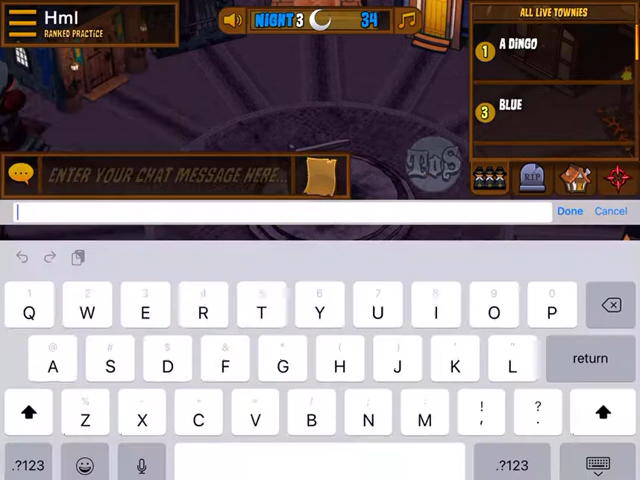 Hml
RANKED PRACTICE
NIGHT 3 34
ALL LIVE TOWNIES
1 A DINGO
3 BLUE
ENTER YOUR CHAT MESSAGE HERE...
ToS
RIP
Done Cancel
1 2 3 4 5 6 7 8 9 0
Q W E R T Y U I O P
@ # $ & * ( ) ' "
A S D F G H J K L return
% - + = / ; :
Z X C V B N M ! , ? .
.?123 .?123